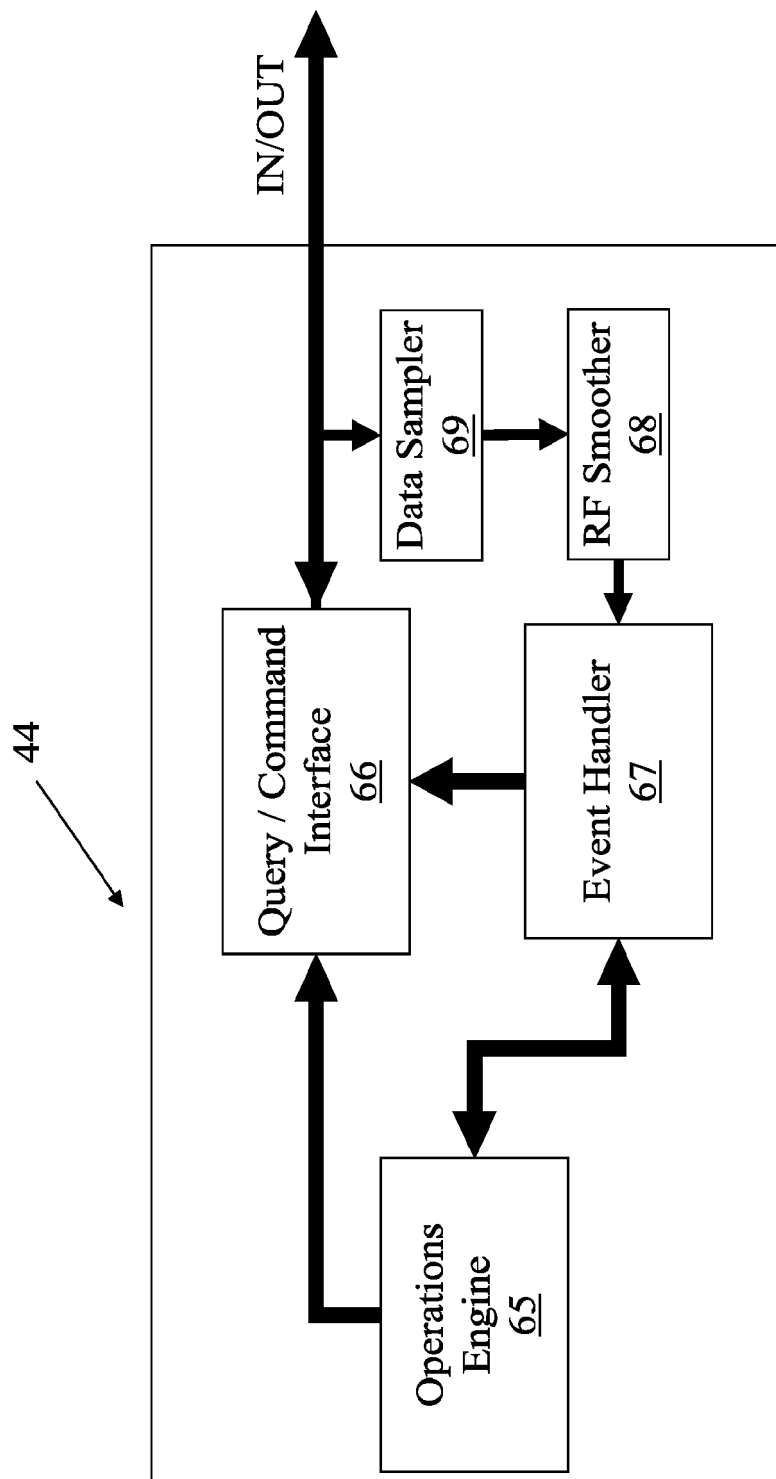 44
IN/OUT
Query / Command
Interface
66
Data Sampler
69
Operations
Engine
65
Event Handler
67
RF Smoother
68